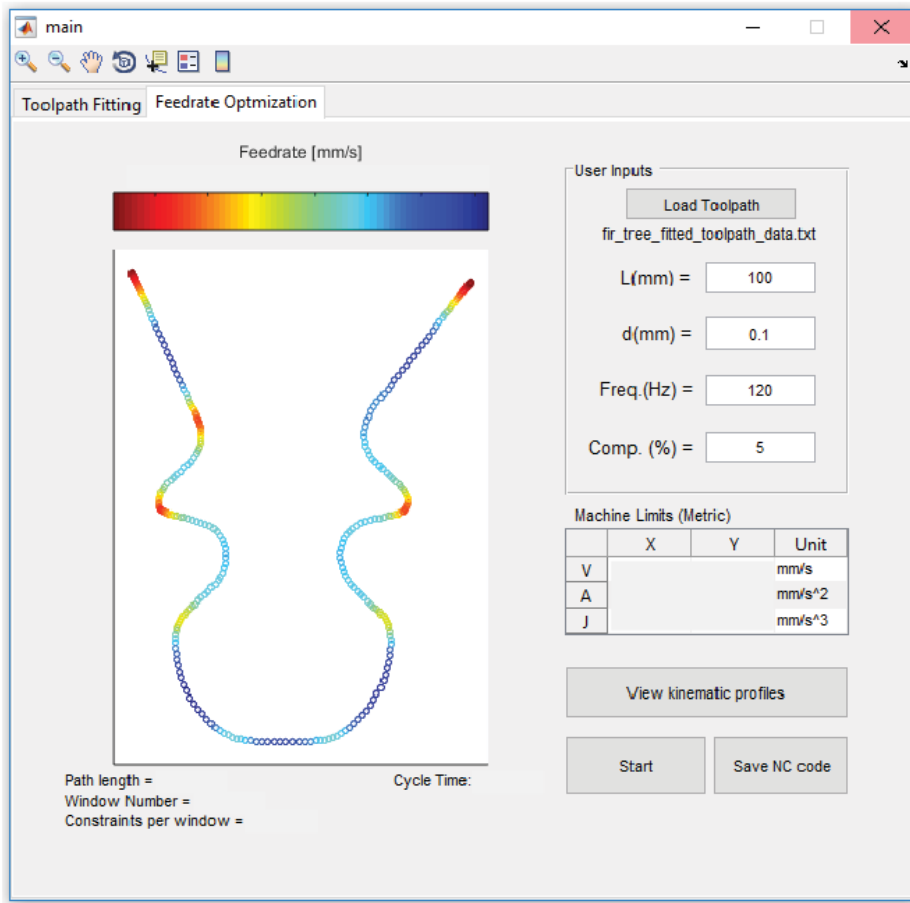 main
Toolpath Fitting
Feedrate Optmization
Feedrate [mm/s]
User Inputs
Load Toolpath
fir_tree_fitted_toolpath_data.txt
L(mm) = 100
d(mm) = 0.1
Freq.(Hz) = 120
Comp. (%) = 5
Machine Limits (Metric)
X Y Unit
V mm/s
A mm/s^2
J mm/s^3
View kinematic profiles
Start
Save NC code
Path length =
Cycle Time:
Window Number =
Constraints per window =